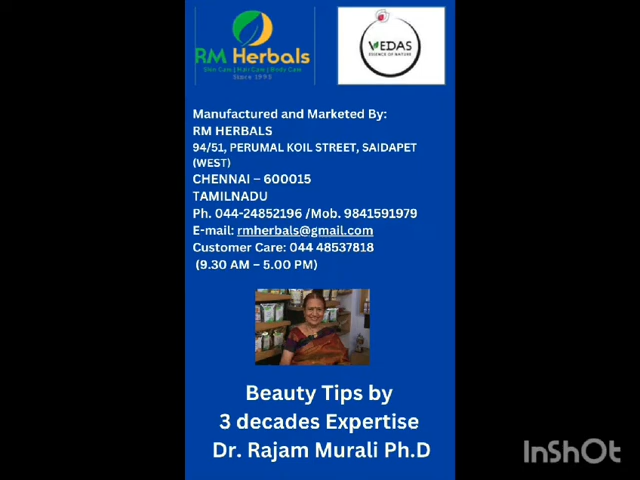 RM Herbals
Skin Care | Hair Care | Body Care
Since 1995
VEDAS
ESSENCE OF NATURE
Manufactured and Marketed By:
RM HERBALS
94/51, PERUMAL KOIL STREET, SAIDAPET
(WEST)
CHENNAI – 600015
TAMILNADU
Ph. 044-24852196 /Mob. 9841591979
E-mail: rmherbals@gmail.com
Customer Care: 044 48537818
(9.30 AM – 5.00 PM)
Beauty Tips by
3 decades Expertise
Dr. Rajam Murali Ph.D
InShOt